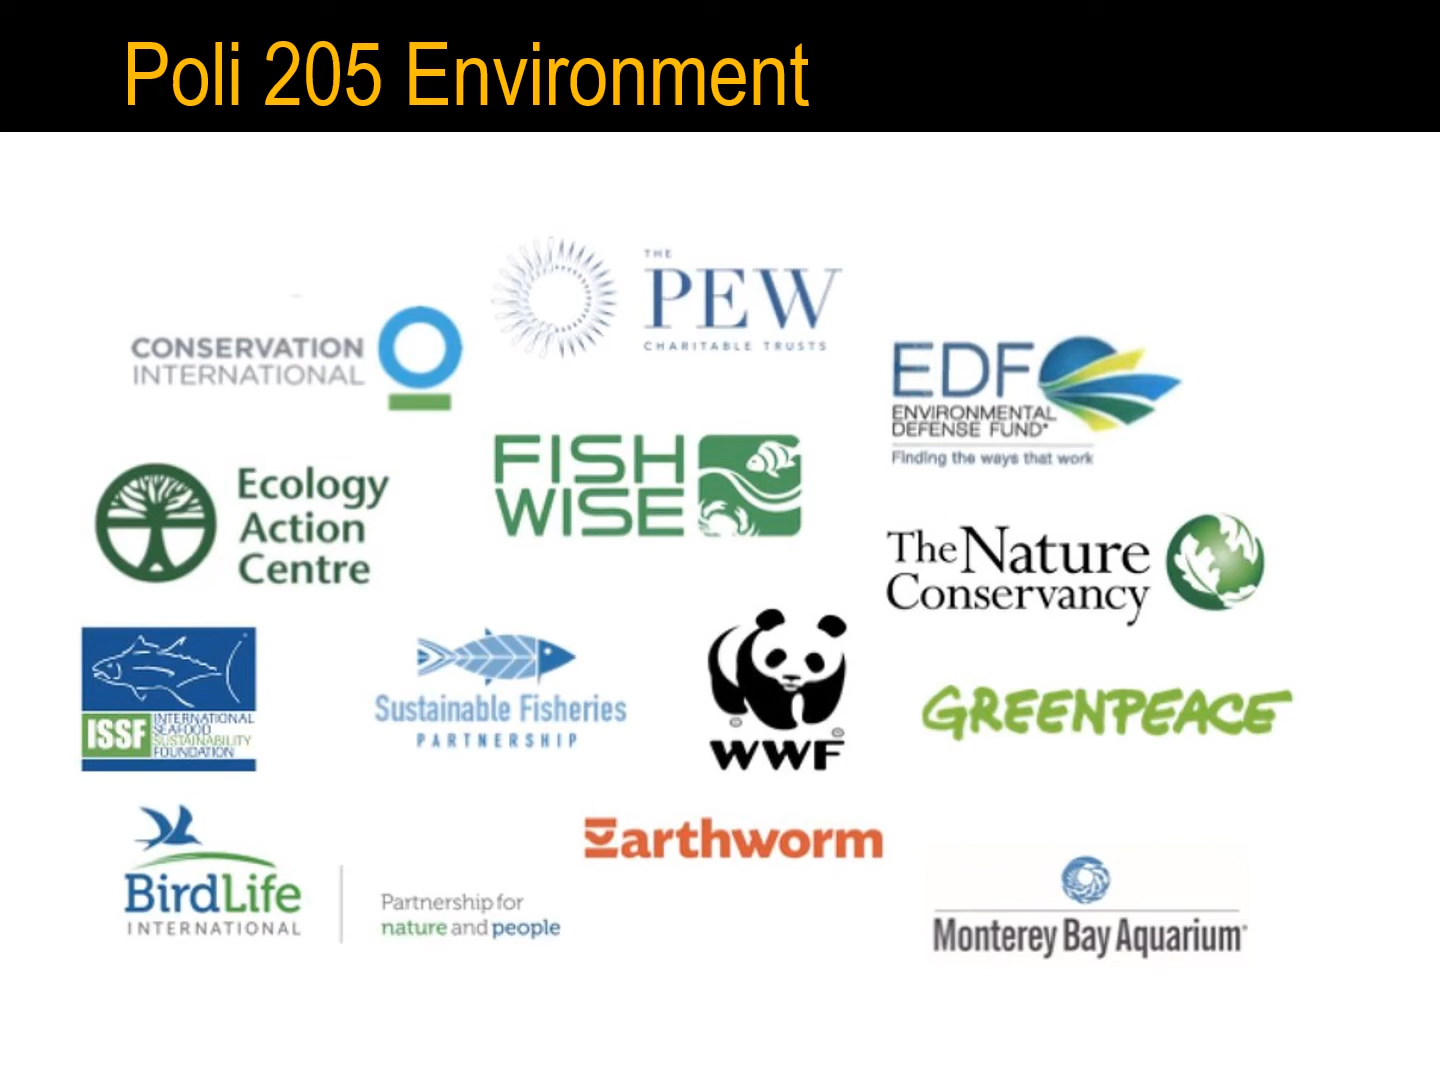 Poli 205 Environment
THE
PEW
CHARITABLE TRUSTS
CONSERVATION
INTERNATIONAL
EDF
ENVIRONMENTAL
DEFENSE FUND®
Finding the ways that work
FISH
WISE
Ecology
Action
Centre
The Nature
Conservancy
ISSF
INTERNATIONAL
SEAFOOD
SUSTAINABILITY
FOUNDATION
Sustainable Fisheries
PARTNERSHIP
®
WWF
®
GREENPEACE
Earthworm
BirdLife
INTERNATIONAL
Partnership for
nature and people
Monterey Bay Aquarium®